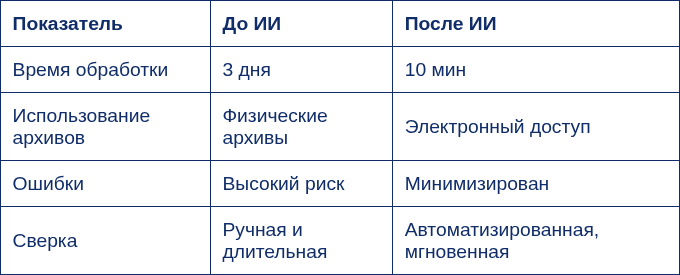 Показатель До ИИ После ИИ
Время обработки 3 дня 10 мин
Использование архивов Физические архивы Электронный доступ
Ошибки Высокий риск Минимизирован
Сверка Ручная и длительная Автоматизированная, мгновенная